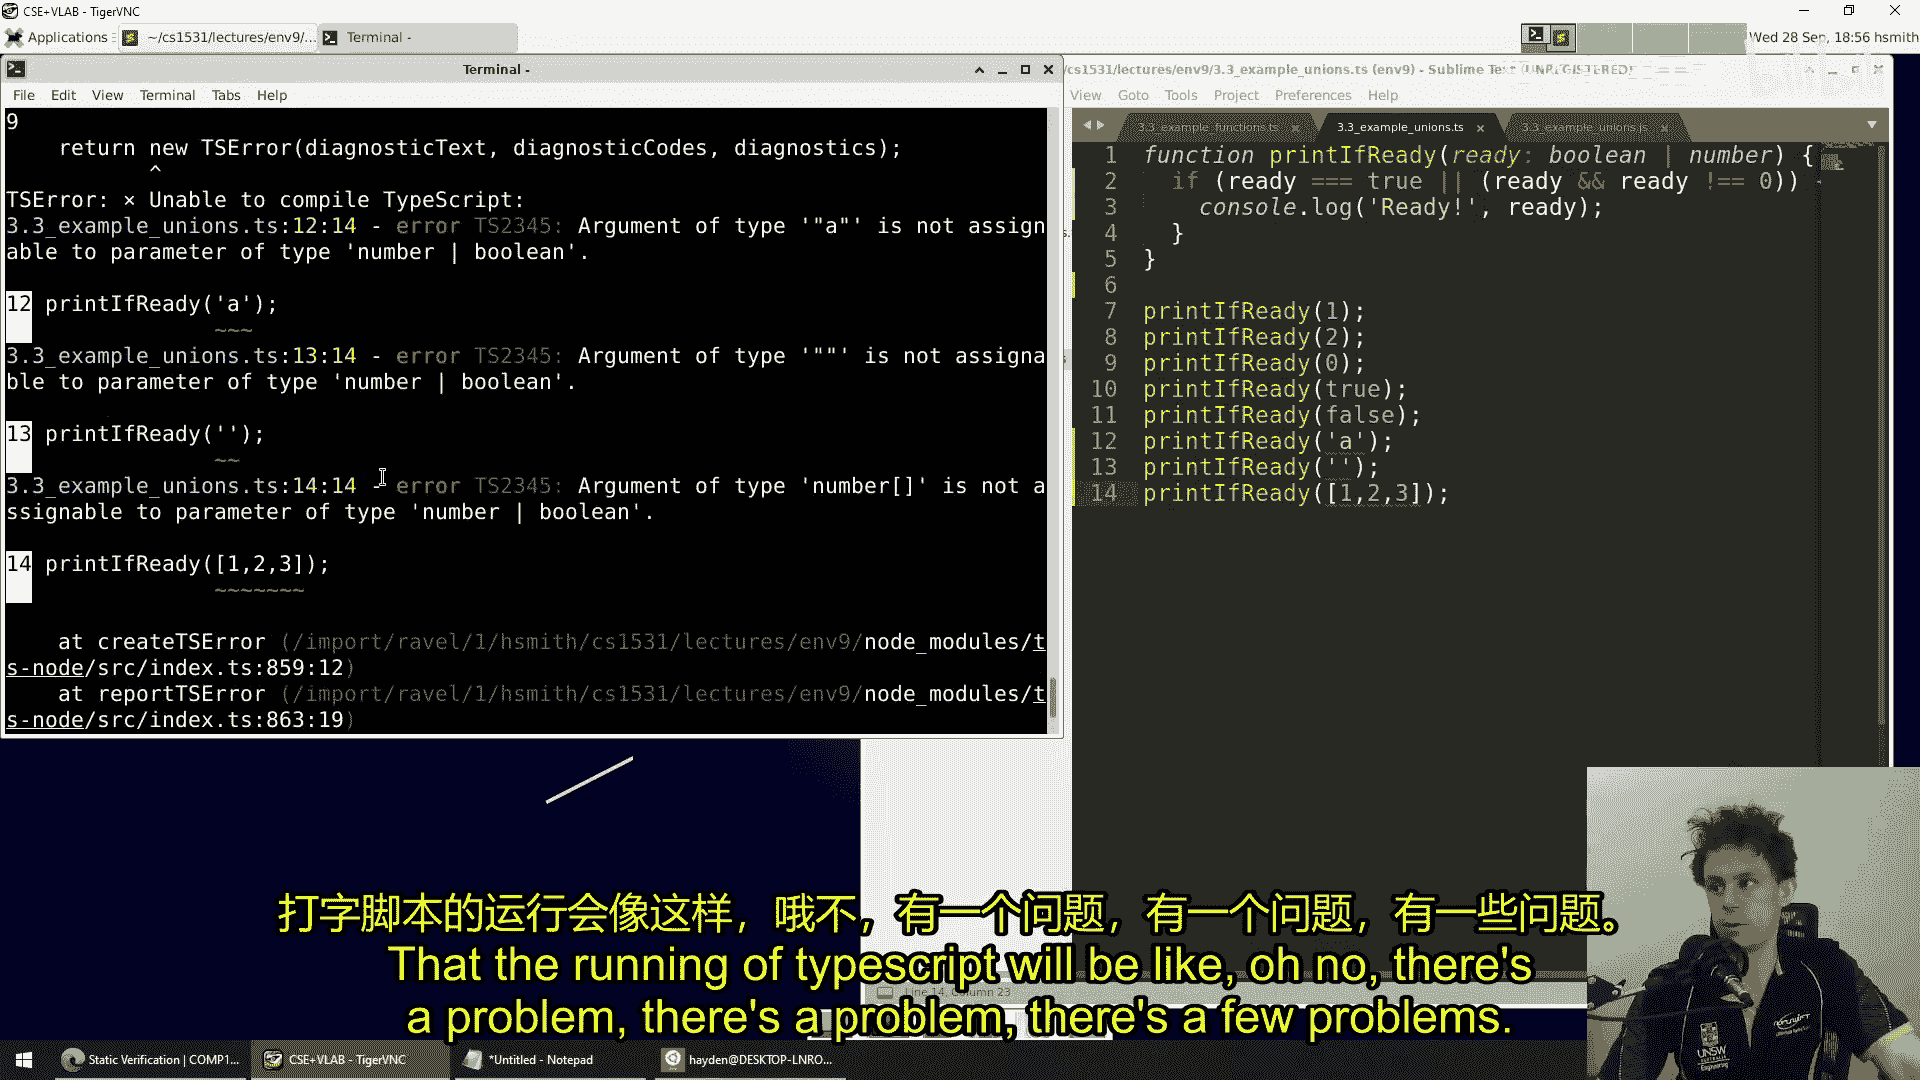 CSE+VLAB - TigerVNC
Applications
~/cs1531/lectures/env9/...
Terminal -
Wed 28 Sep, 18:56 hsmith
Terminal -
File Edit View Terminal Tabs Help
9
return new TSError(diagnosticText, diagnosticCodes, diagnostics);
^
TSError: × Unable to compile TypeScript:
3.3_example_unions.ts:12:14 - error TS2345: Argument of type '"a"' is not assign
able to parameter of type 'number | boolean'.
12 printIfReady('a');
~~~
3.3_example_unions.ts:13:14 - error TS2345: Argument of type '""' is not assigna
ble to parameter of type 'number | boolean'.
13 printIfReady('');
~~
3.3_example_unions.ts:14:14 - error TS2345: Argument of type 'number[]' is not a
ssignable to parameter of type 'number | boolean'.
14 printIfReady([1,2,3]);
~~~~~~~
at createTSError (/import/ravel/1/hsmith/cs1531/lectures/env9/node_modules/t
s-node/src/index.ts:859:12)
at reportTSError (/import/ravel/1/hsmith/cs1531/lectures/env9/node_modules/t
s-node/src/index.ts:863:19)
/cs1531/lectures/env9/3.3_example_unions.ts (env9) - Sublime Text (UNREGISTERED)
View Goto Tools Project Preferences Help
3.3_example_functions.ts
3.3_example_unions.ts
3.3_example_unions.js
1 function printIfReady(ready: boolean | number) {
2 if (ready === true || (ready && ready !== 0))
3 console.log('Ready!', ready);
4 }
5 }
6
7 printIfReady(1);
8 printIfReady(2);
9 printIfReady(0);
10 printIfReady(true);
11 printIfReady(false);
12 printIfReady('a');
13 printIfReady('');
14 printIfReady([1,2,3]);
Line 14, Column 23
打字脚本的运行会像这样，哦不，有一个问题，有一个问题，有一些问题。
That the running of typescript will be like, oh no, there's
a problem, there's a problem, there's a few problems.
UNSW
Engineering
Static Verification | COMP1...
CSE+VLAB - TigerVNC
*Untitled - Notepad
hayden@DESKTOP-LNRO...